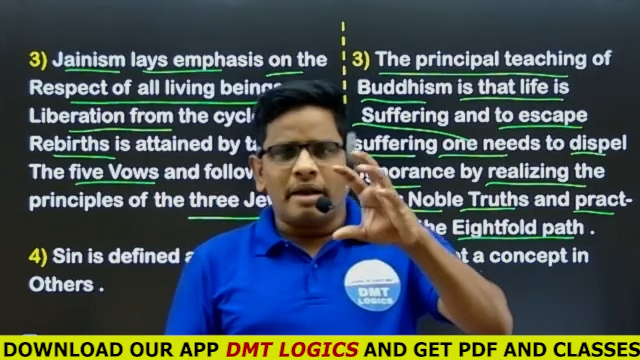 3) Jainism lays emphasis on the
Respect of all living beings
Liberation from the cycle
Rebirths is attained by
The five Vows and follow
principles of the three
4) Sin is defined
Others .
3) The principal teaching of
Buddhism is that life is
Suffering and to escape
suffering one needs to dispel
by realizing the
Noble Truths and pract-
the Eightfold path .
a concept in
DMT
LOGICS
DOWNLOAD OUR APP DMT LOGICS AND GET PDF AND CLASSES